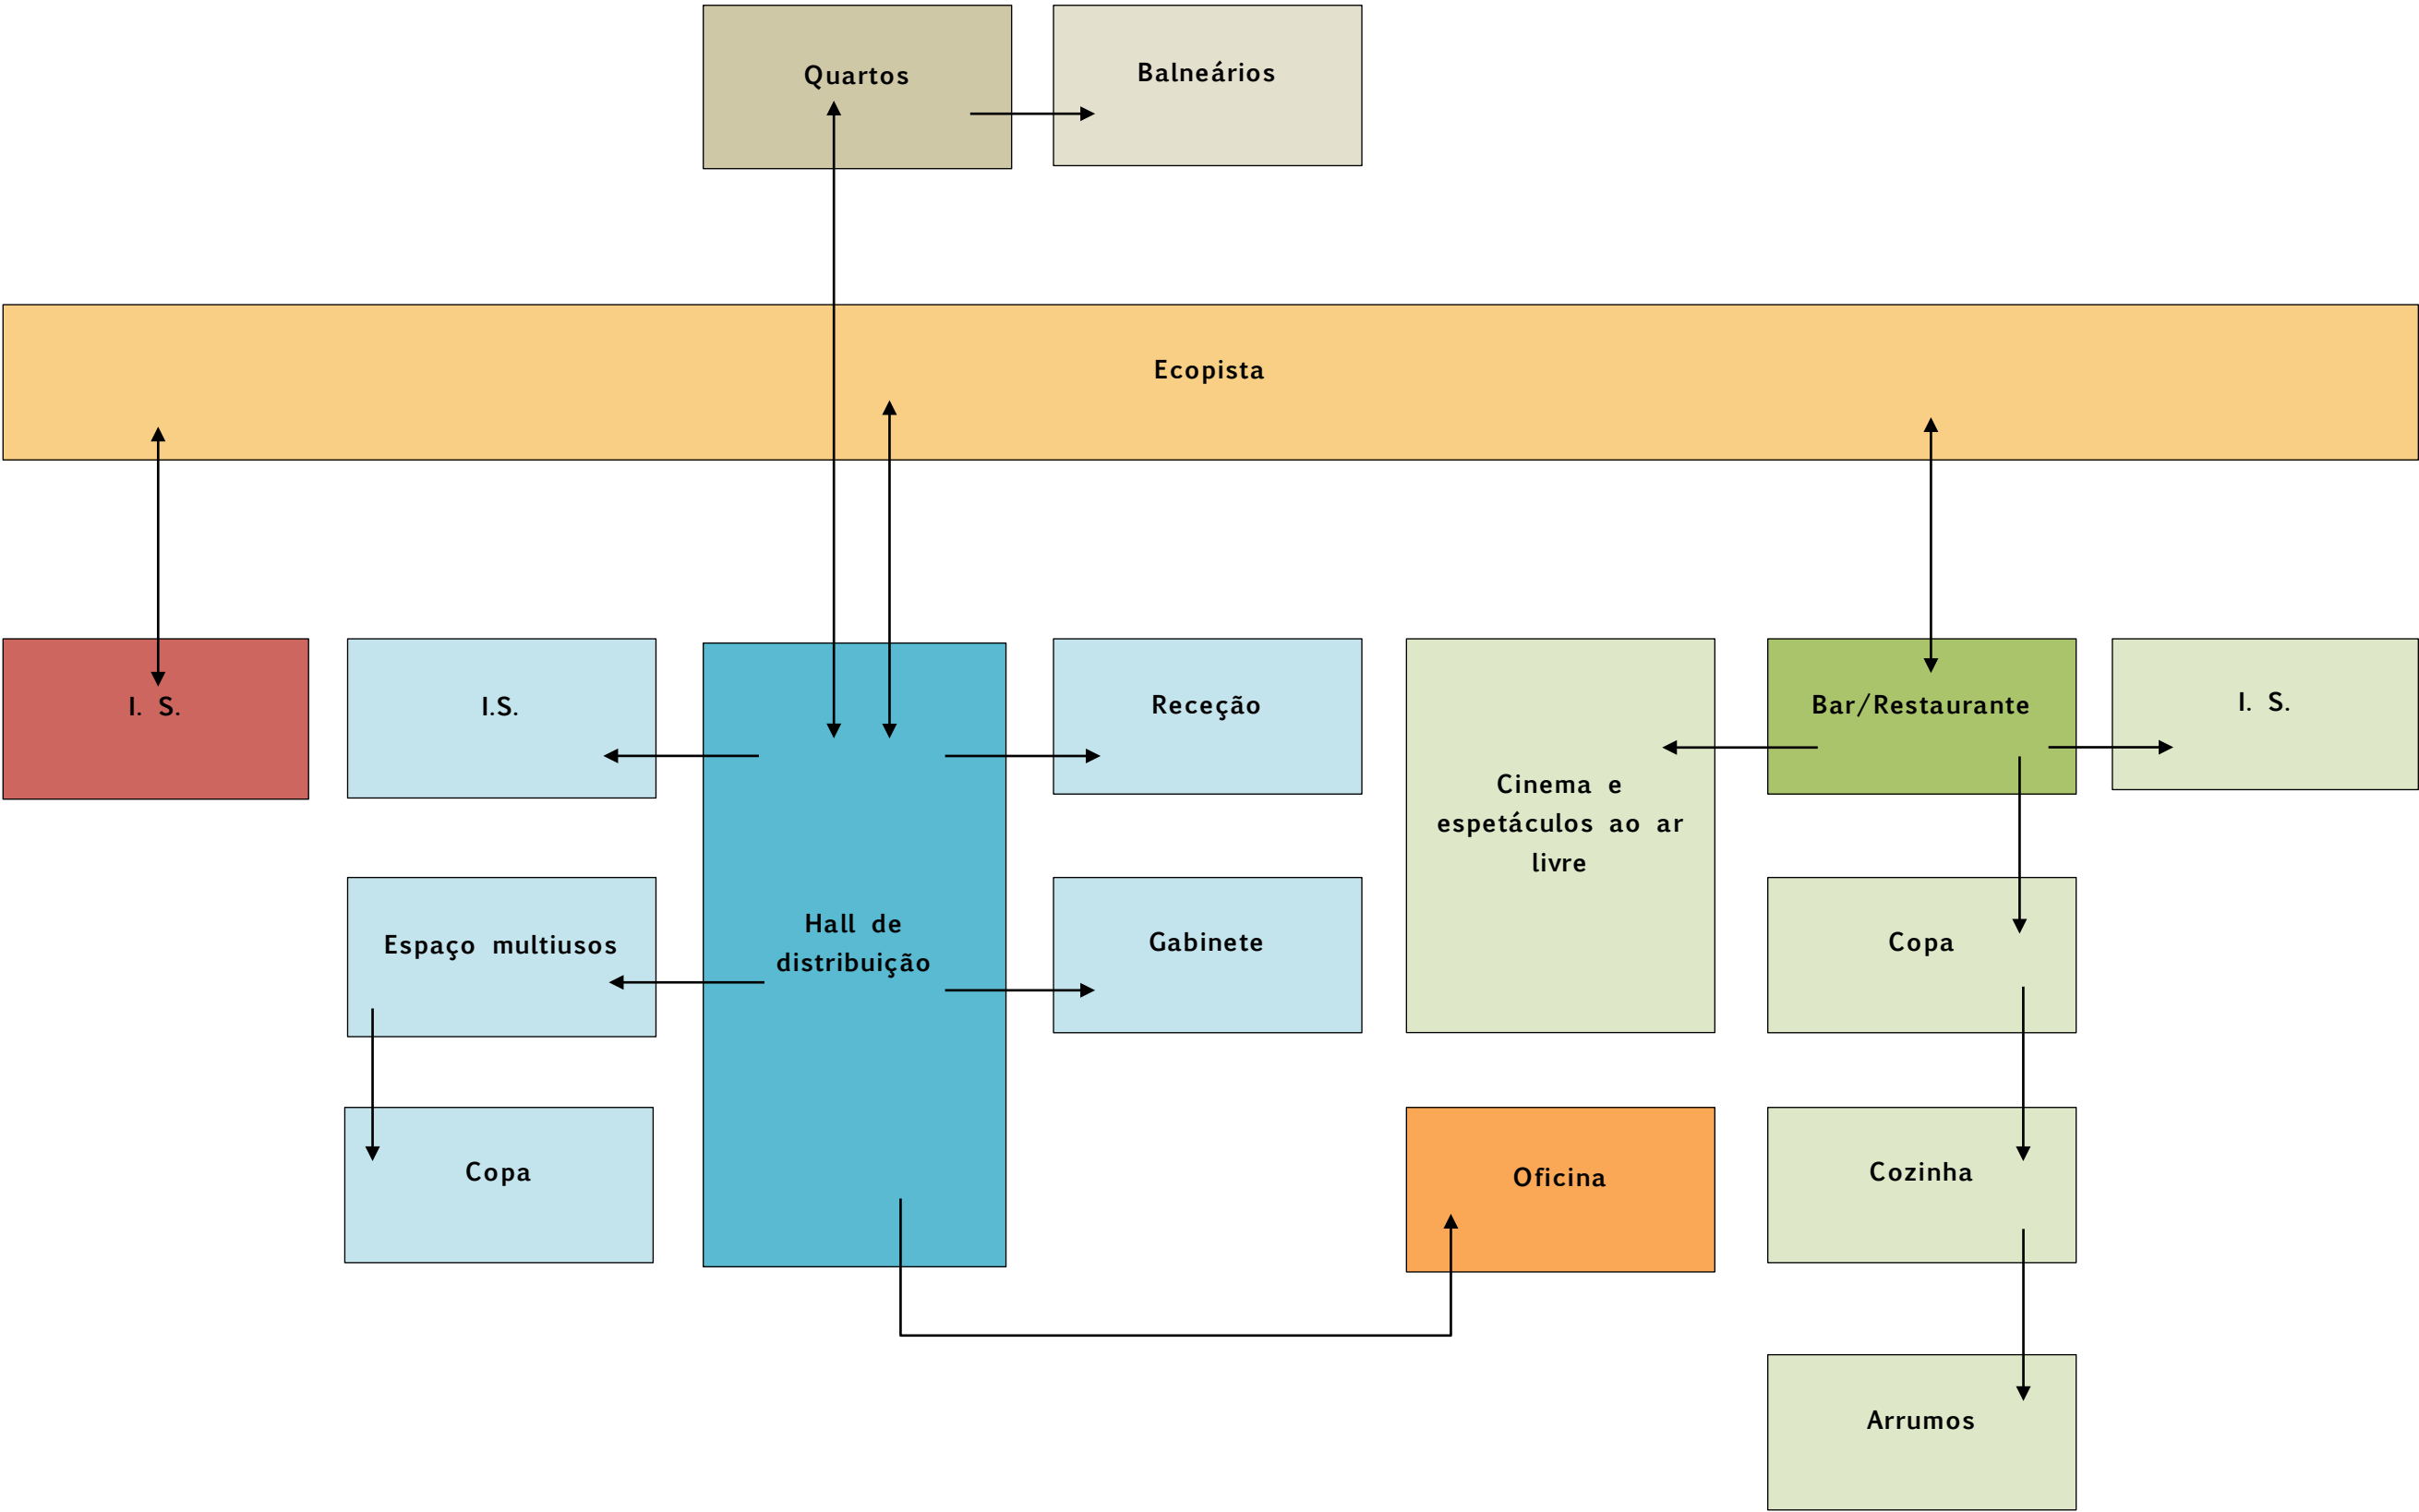 Quartos
Balneários
Ecopista
I. S.
I.S.
Receção
Bar/Restaurante
I. S.
Cinema e
espetáculos ao ar
livre
Espaço multiusos
Hall de
distribuição
Gabinete
Copa
Copa
Oficina
Cozinha
Arrumos